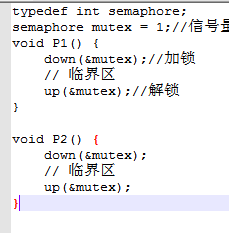 typedef int semaphore;
semaphore mutex = 1;//信号量
void P1() {
    down(&mutex);//加锁
    // 临界区
    up(&mutex);//解锁
}

void P2() {
    down(&mutex);
    // 临界区
    up(&mutex);
}